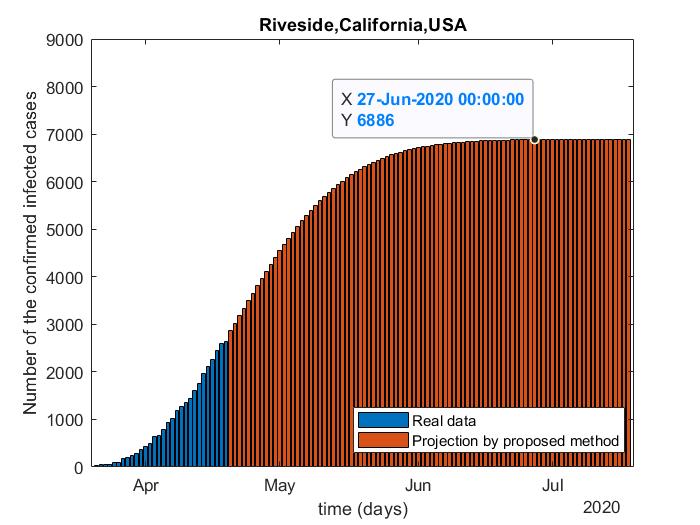 Riveside,California,USA
9000
8000
7000
6000
5000
4000
3000
2000
1000
0
Number of the confirmed infected cases
X 27-Jun-2020 00:00:00
Y 6886
Real data
Projection by proposed method
Apr May Jun Jul
time (days)
2020